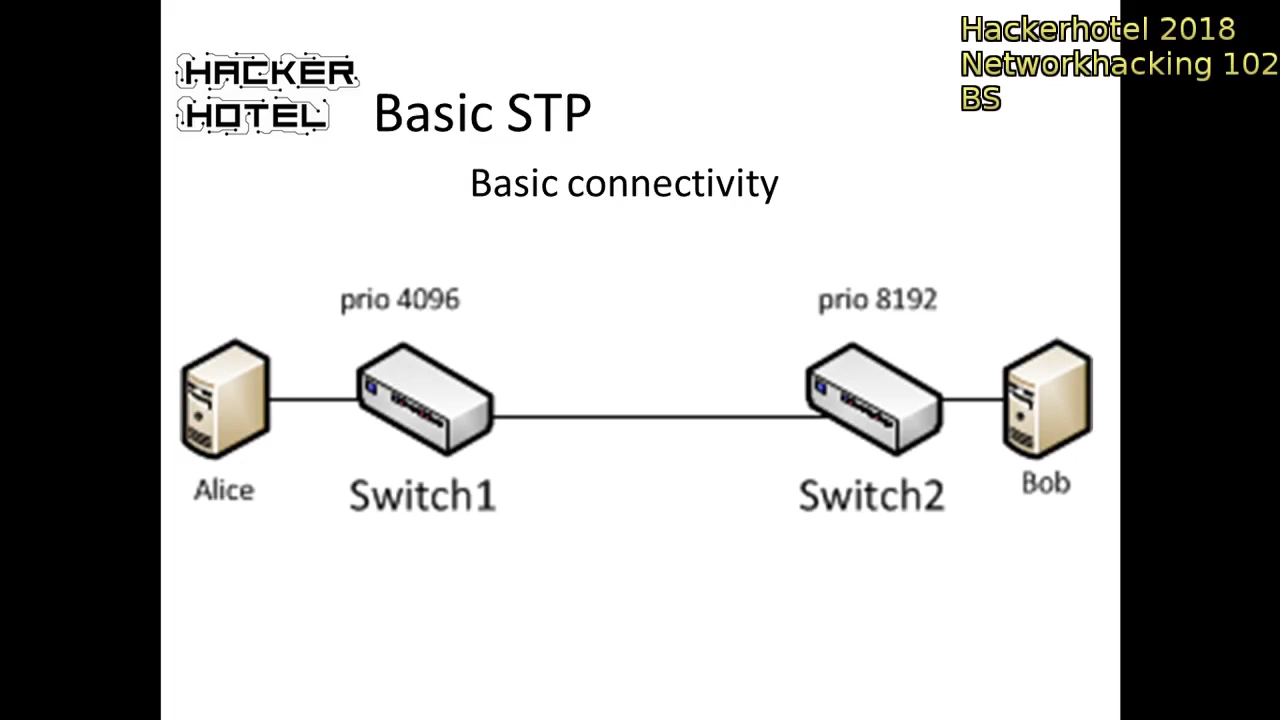 Hackerhotel 2018
Networkhacking 102
BS
HACKER
HOTEL
Basic STP
Basic connectivity
prio 4096
prio 8192
Alice
Switch1
Switch2
Bob